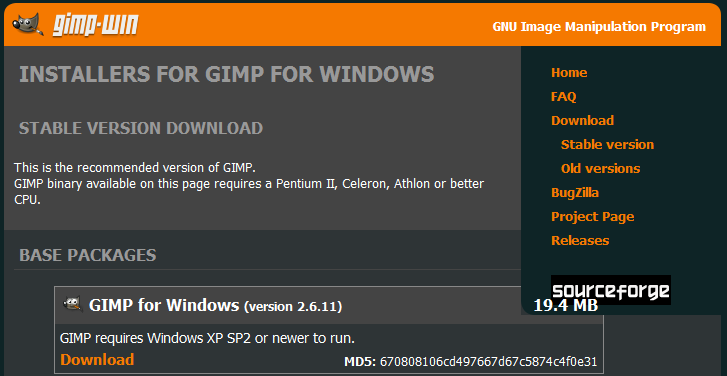 gimp-win
GNU Image Manipulation Program
INSTALLERS FOR GIMP FOR WINDOWS
STABLE VERSION DOWNLOAD
This is the recommended version of GIMP.
GIMP binary available on this page requires a Pentium II, Celeron, Athlon or better
CPU.
BASE PACKAGES
GIMP for Windows (version 2.6.11)
19.4 MB
GIMP requires Windows XP SP2 or newer to run.
Download
MD5: 670808106cd497667d67c5874c4f0e31
Home
FAQ
Download
Stable version
Old versions
BugZilla
Project Page
Releases
sourceforge